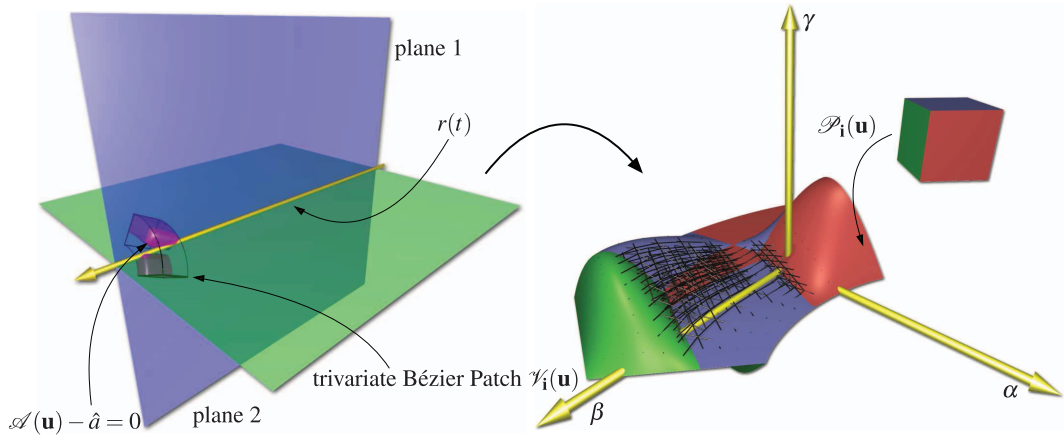 plane 1
r(t)
trivariate Bézier Patch 𝒱ᵢ(𝐮)
𝒜(𝐮) − â = 0
plane 2
γ
𝒫ᵢ(𝐮)
α
β